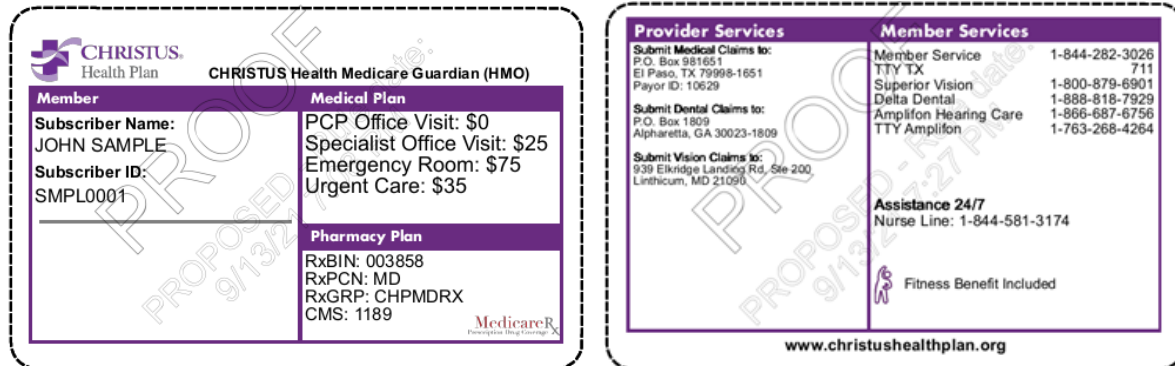 CHRISTUS®
Health Plan
CHRISTUS Health Medicare Guardian (HMO)
Member
Subscriber Name:
JOHN SAMPLE
Subscriber ID:
SMPL0001
Medical Plan
PCP Office Visit: $0
Specialist Office Visit: $25
Emergency Room: $75
Urgent Care: $35
Pharmacy Plan
RxBIN: 003858
RxPCN: MD
RxGRP: CHPMDRX
CMS: 1189
MedicareRx
Prescription Drug Coverage
PROOF
PROPOSED
Provider Services
Submit Medical Claims to:
P.O. Box 981651
El Paso, TX 79998-1651
Payor ID: 10629
Submit Dental Claims to:
P.O. Box 1809
Alpharetta, GA 30023-1809
Submit Vision Claims to:
939 Elkridge Landing Rd, Ste 200
Linthicum, MD 21090
Member Services
Member Service 1-844-282-3026
TTY TX 711
Superior Vision 1-800-879-6901
Delta Dental 1-888-818-7929
Amplifon Hearing Care 1-866-687-6756
TTY Amplifon 1-763-268-4264
Assistance 24/7
Nurse Line: 1-844-581-3174
Fitness Benefit Included
www.christushealthplan.org
PROOF
PROPOSED